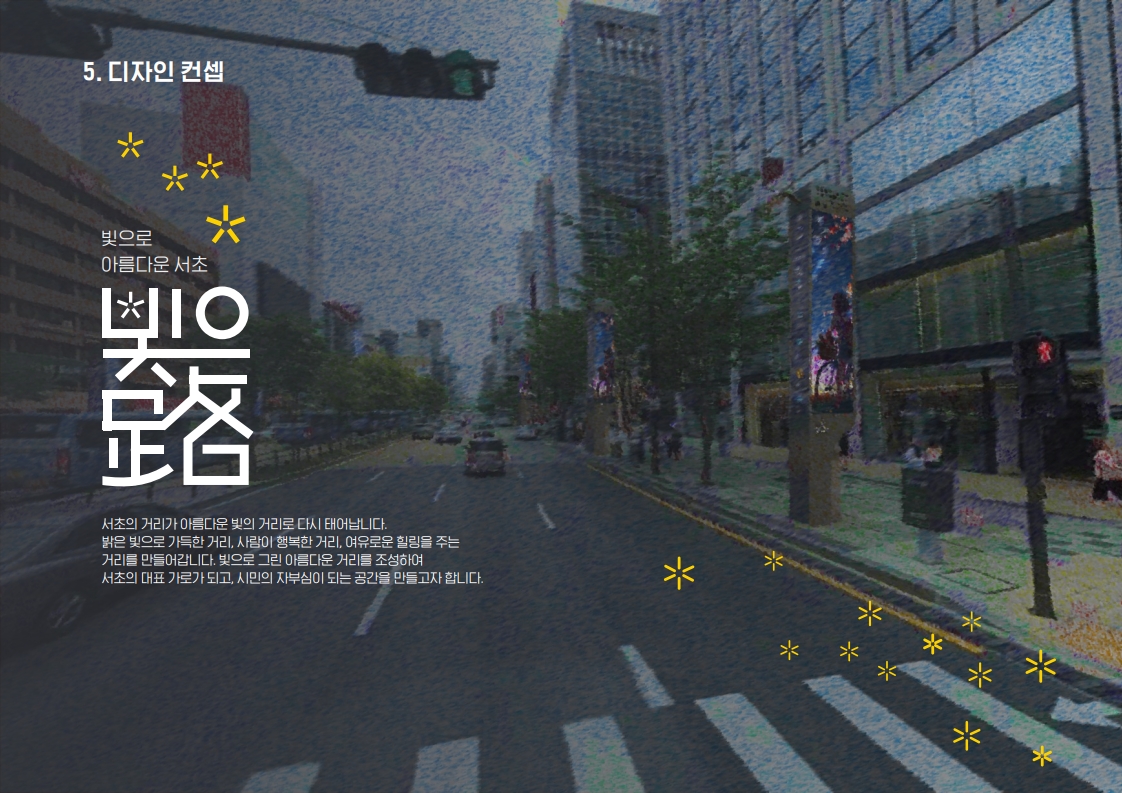 5. 디자인 컨셉
빛으로
아름다운 서초
빛으
路
서초의 거리가 아름다운 빛의 거리로 다시 태어납니다.
밝은 빛으로 가득한 거리, 사람이 행복한 거리, 여유로운 힐링을 주는
거리를 만들어갑니다. 빛으로 그린 아름다운 거리를 조성하여
서초의 대표 가로가 되고, 시민의 자부심이 되는 공간을 만들고자 합니다.